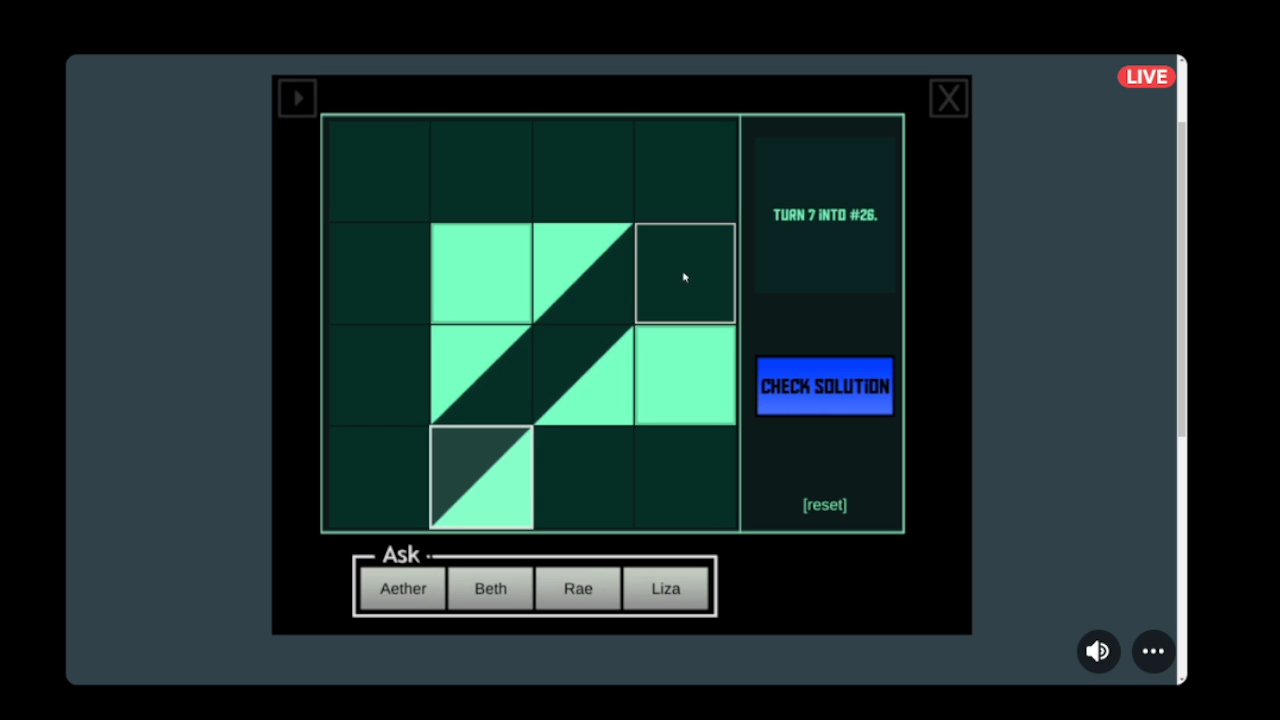 LIVE
X
TURN 7 INTO #26.
CHECK SOLUTION
[reset]
Ask
Aether
Beth
Rae
Liza